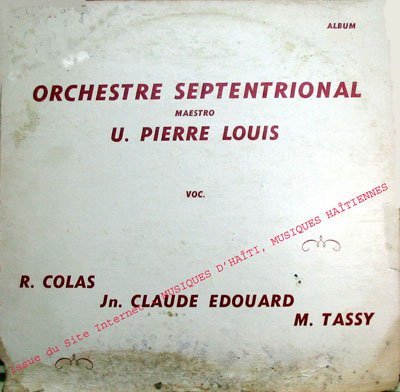 ALBUM
ORCHESTRE SEPTENTRIONAL
MAESTRO
U. PIERRE LOUIS
VOC.
R. COLAS
Jn. CLAUDE EDOUARD
M. TASSY
Issue du Site Internet MUSIQUES D'HAÏTI, MUSIQUES HAÏTIENNES